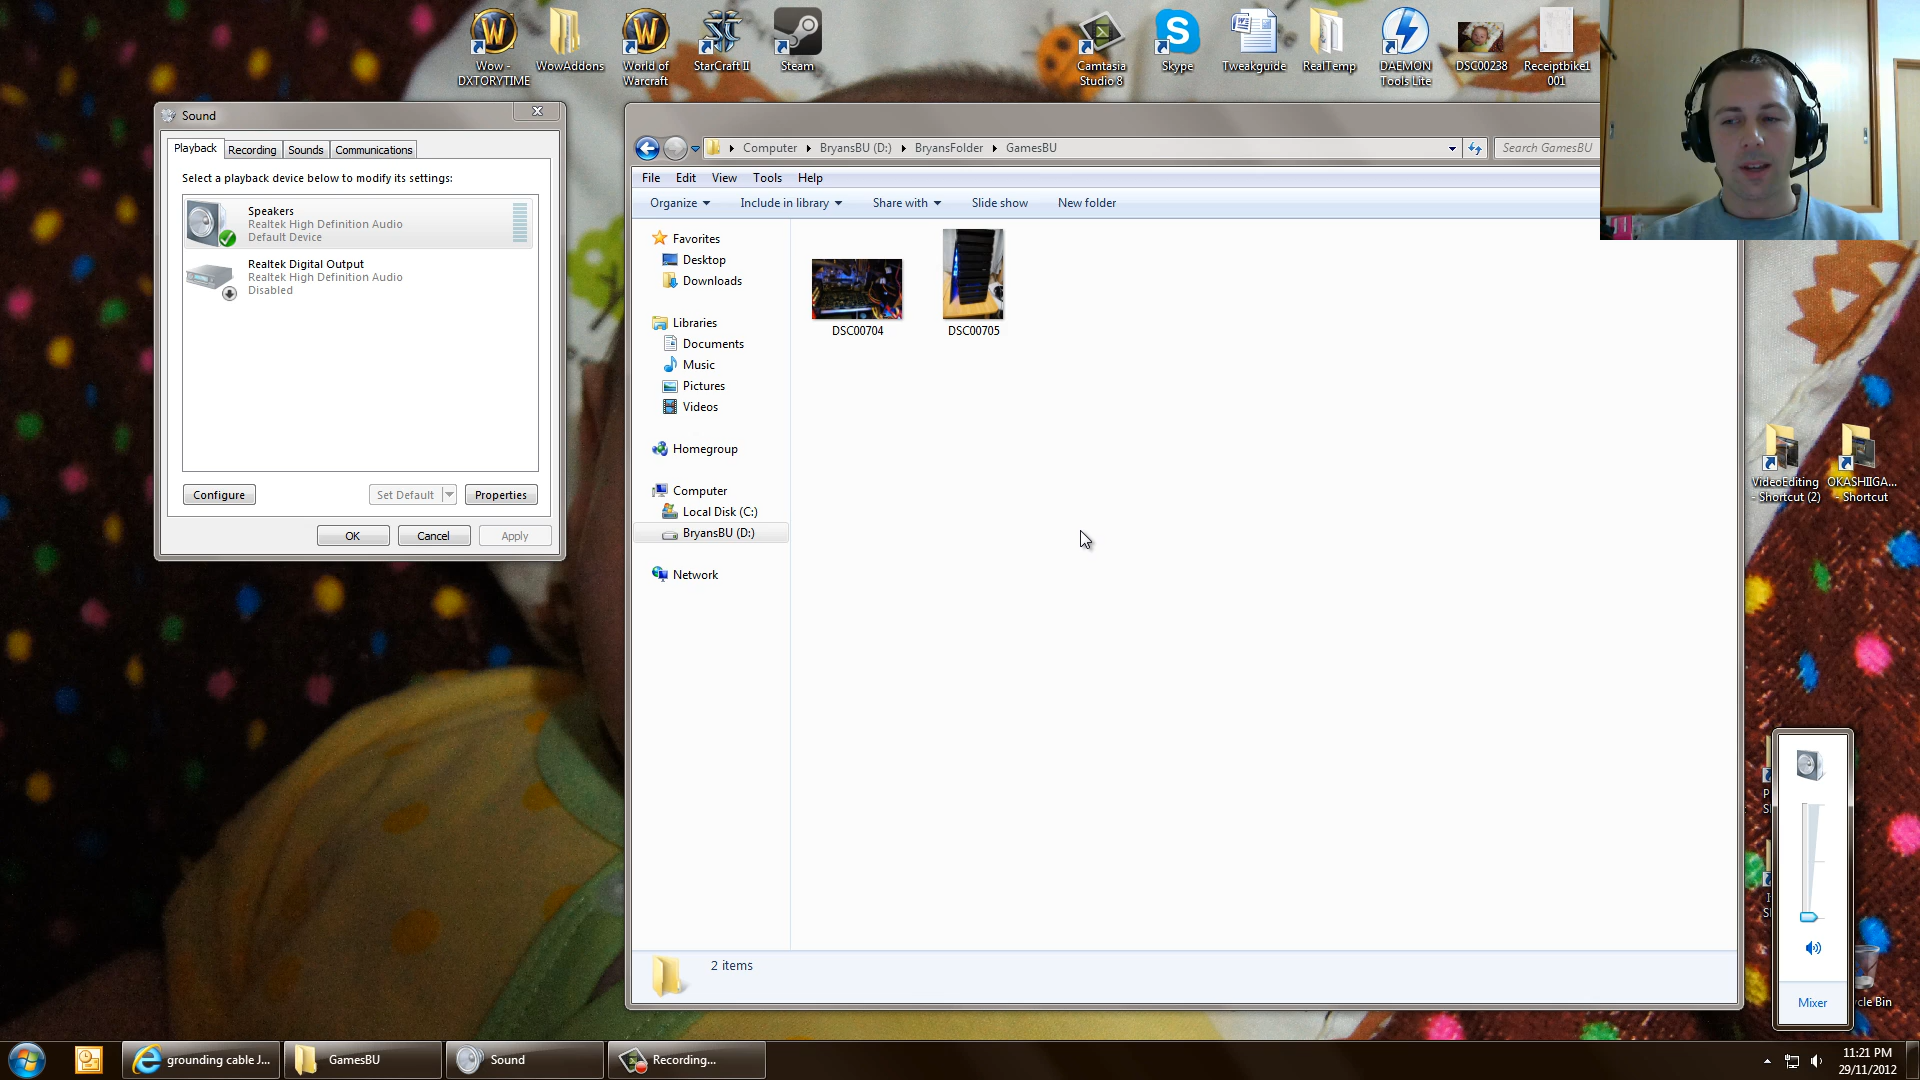 Wow -
DXTORYTIME
WowAddons
World of
Warcraft
StarCraft II
Steam
Camtasia
Studio 8
Skype
Tweakguide
RealTemp
DAEMON
Tools Lite
DSC00238
Receiptbike1
001
Sound
Playback
Recording
Sounds
Communications
Select a playback device below to modify its settings:
Speakers
Realtek High Definition Audio
Default Device
Realtek Digital Output
Realtek High Definition Audio
Disabled
Configure
Set Default
Properties
OK
Cancel
Apply
Computer
BryansBU (D:)
BryansFolder
GamesBU
Search GamesBU
File
Edit
View
Tools
Help
Organize
Include in library
Share with
Slide show
New folder
Favorites
Desktop
Downloads
Libraries
Documents
Music
Pictures
Videos
Homegroup
Computer
Local Disk (C:)
BryansBU (D:)
Network
DSC00704
DSC00705
2 items
VideoEditing
- Shortcut (2)
OKASHIIGA...
- Shortcut
Mixer
cle Bin
grounding cable J...
GamesBU
Sound
Recording...
11:21 PM
29/11/2012